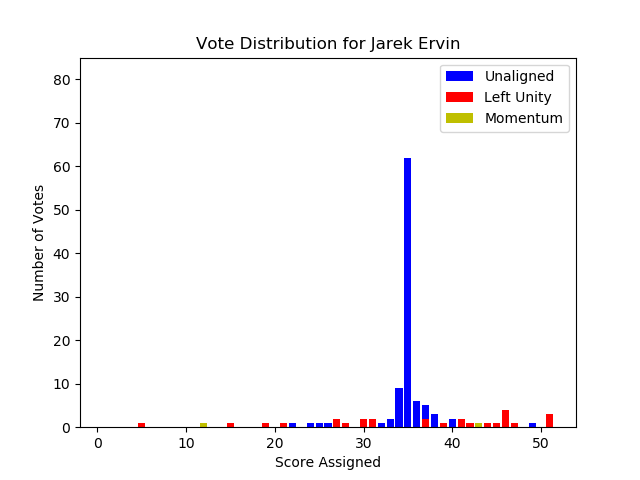 Vote Distribution for Jarek Ervin
Unaligned
Left Unity
Momentum
Number of Votes
80
70
60
50
40
30
20
10
0
0 10 20 30 40 50
Score Assigned